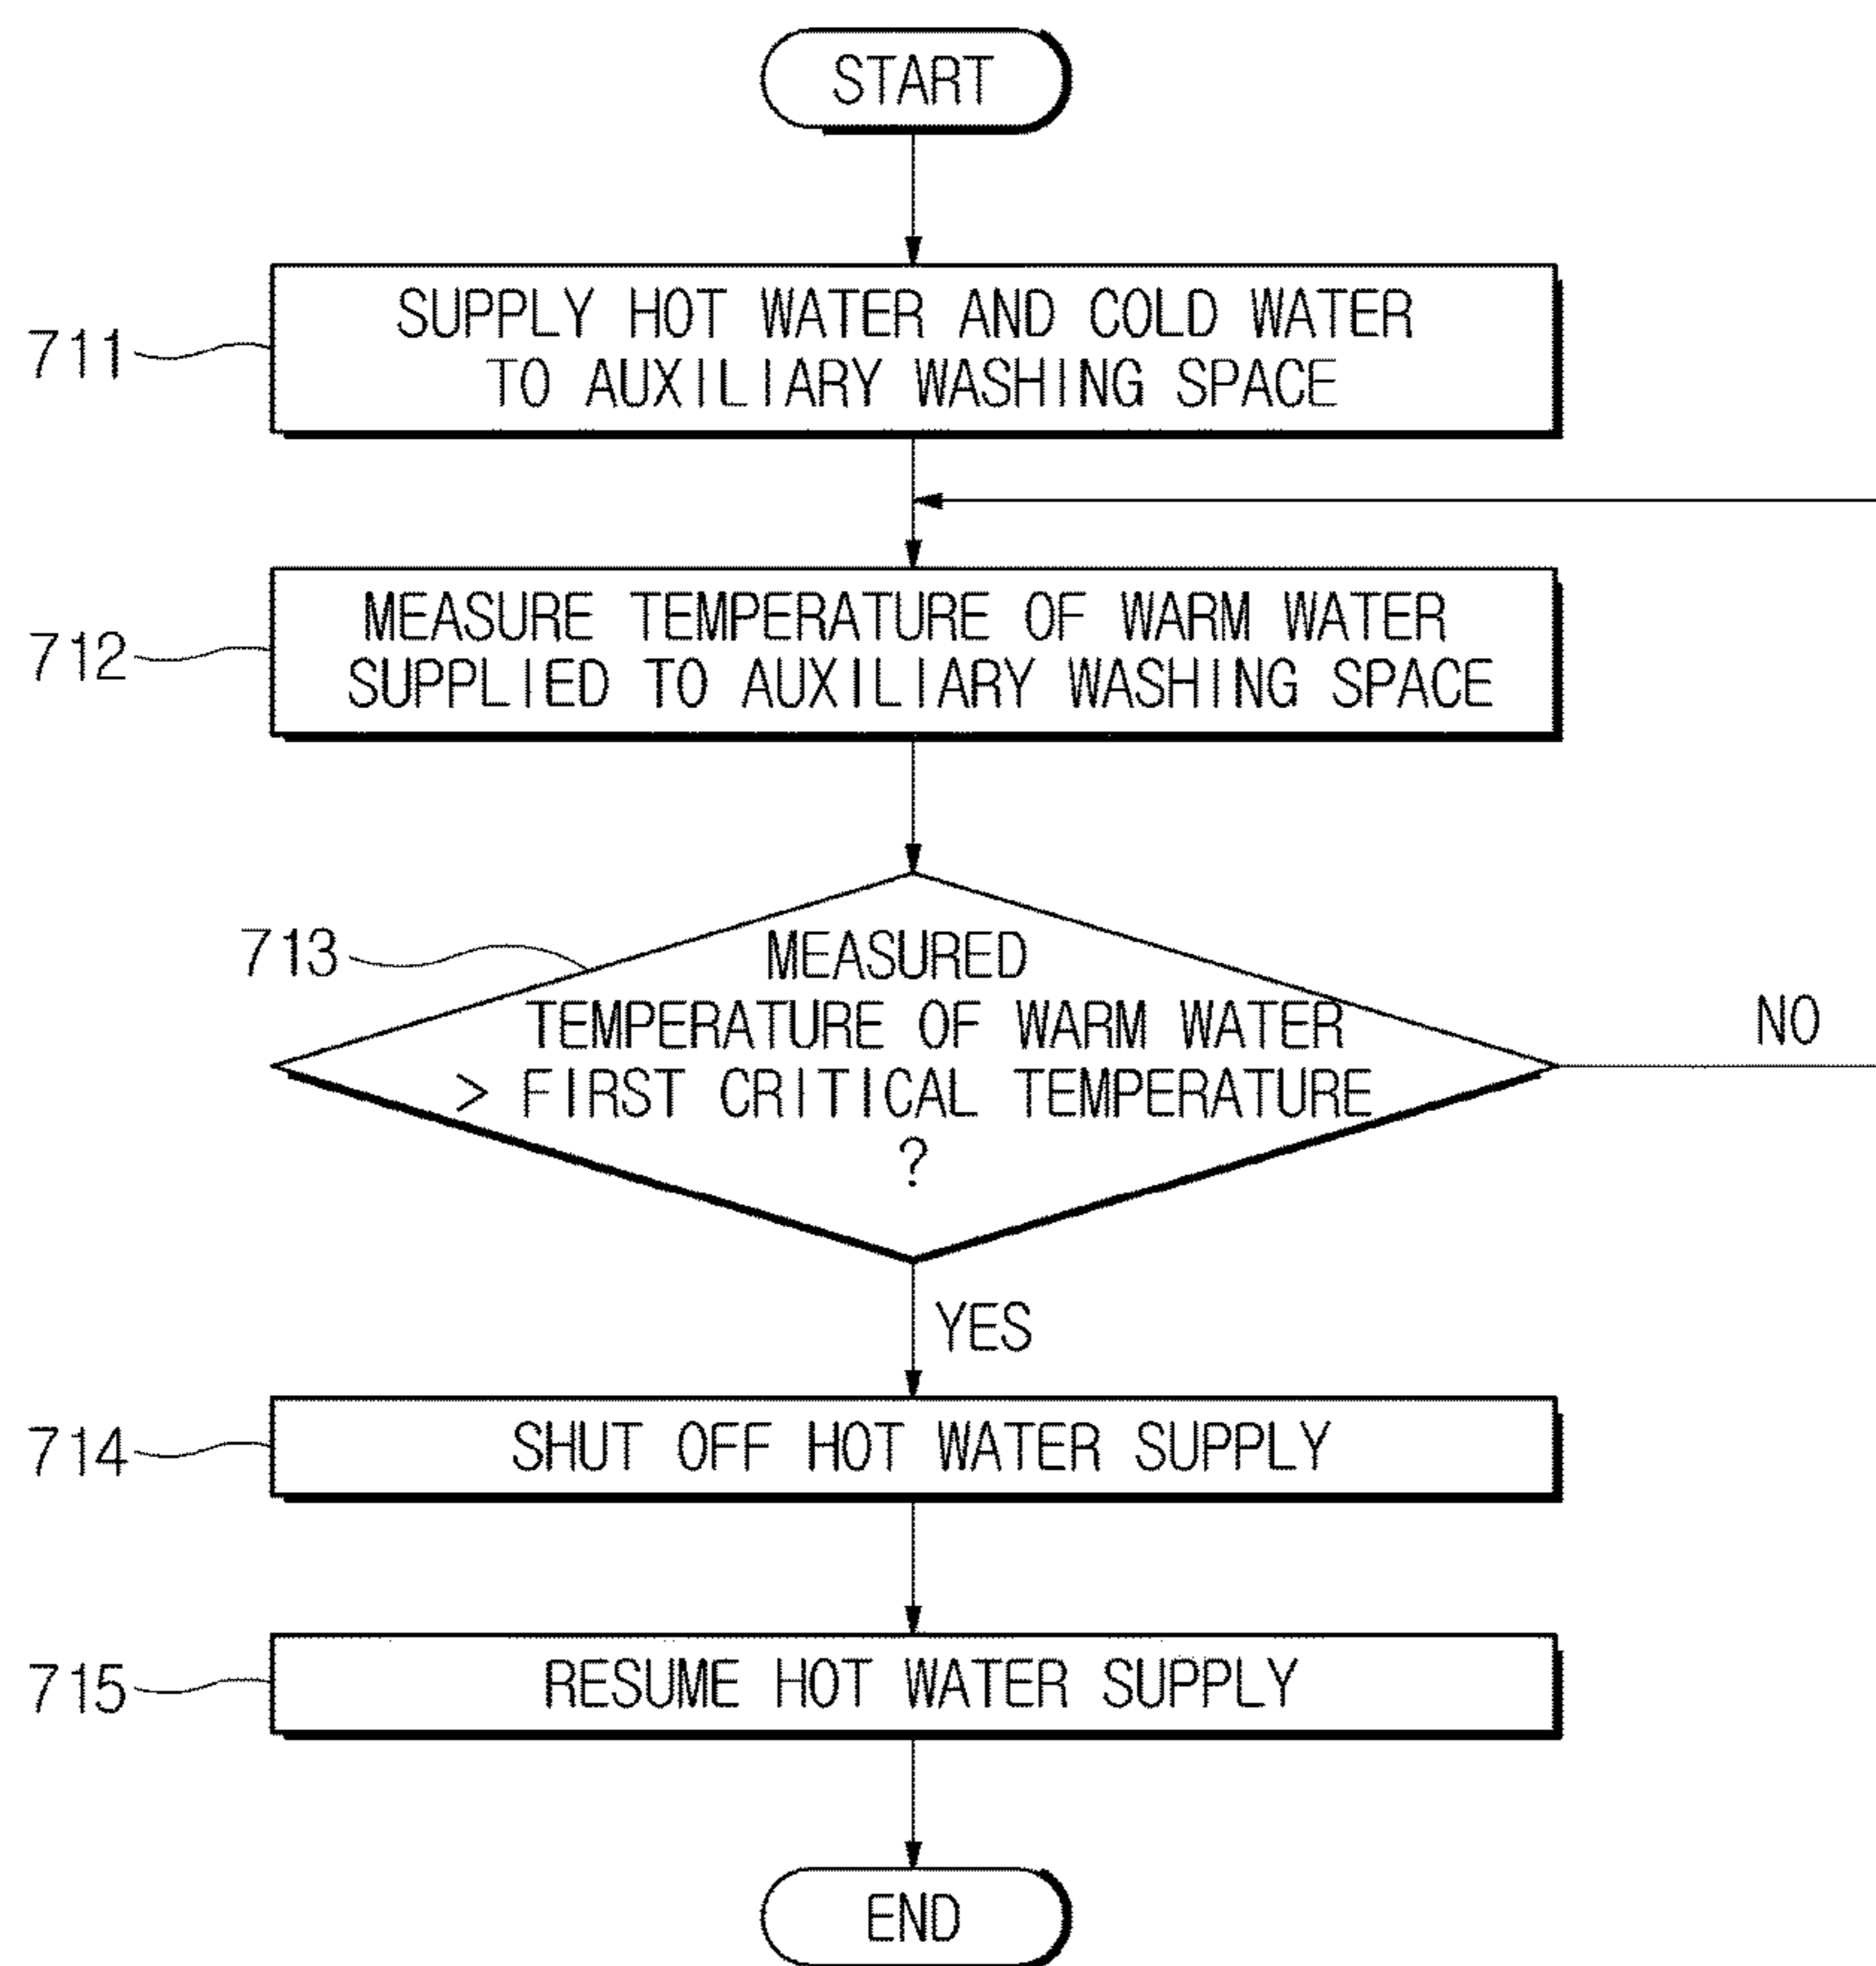 START
711
SUPPLY HOT WATER AND COLD WATER
TO AUXILIARY WASHING SPACE
712
MEASURE TEMPERATURE OF WARM WATER
SUPPLIED TO AUXILIARY WASHING SPACE
713
MEASURED
TEMPERATURE OF WARM WATER
> FIRST CRITICAL TEMPERATURE
?
NO
YES
714
SHUT OFF HOT WATER SUPPLY
715
RESUME HOT WATER SUPPLY
END